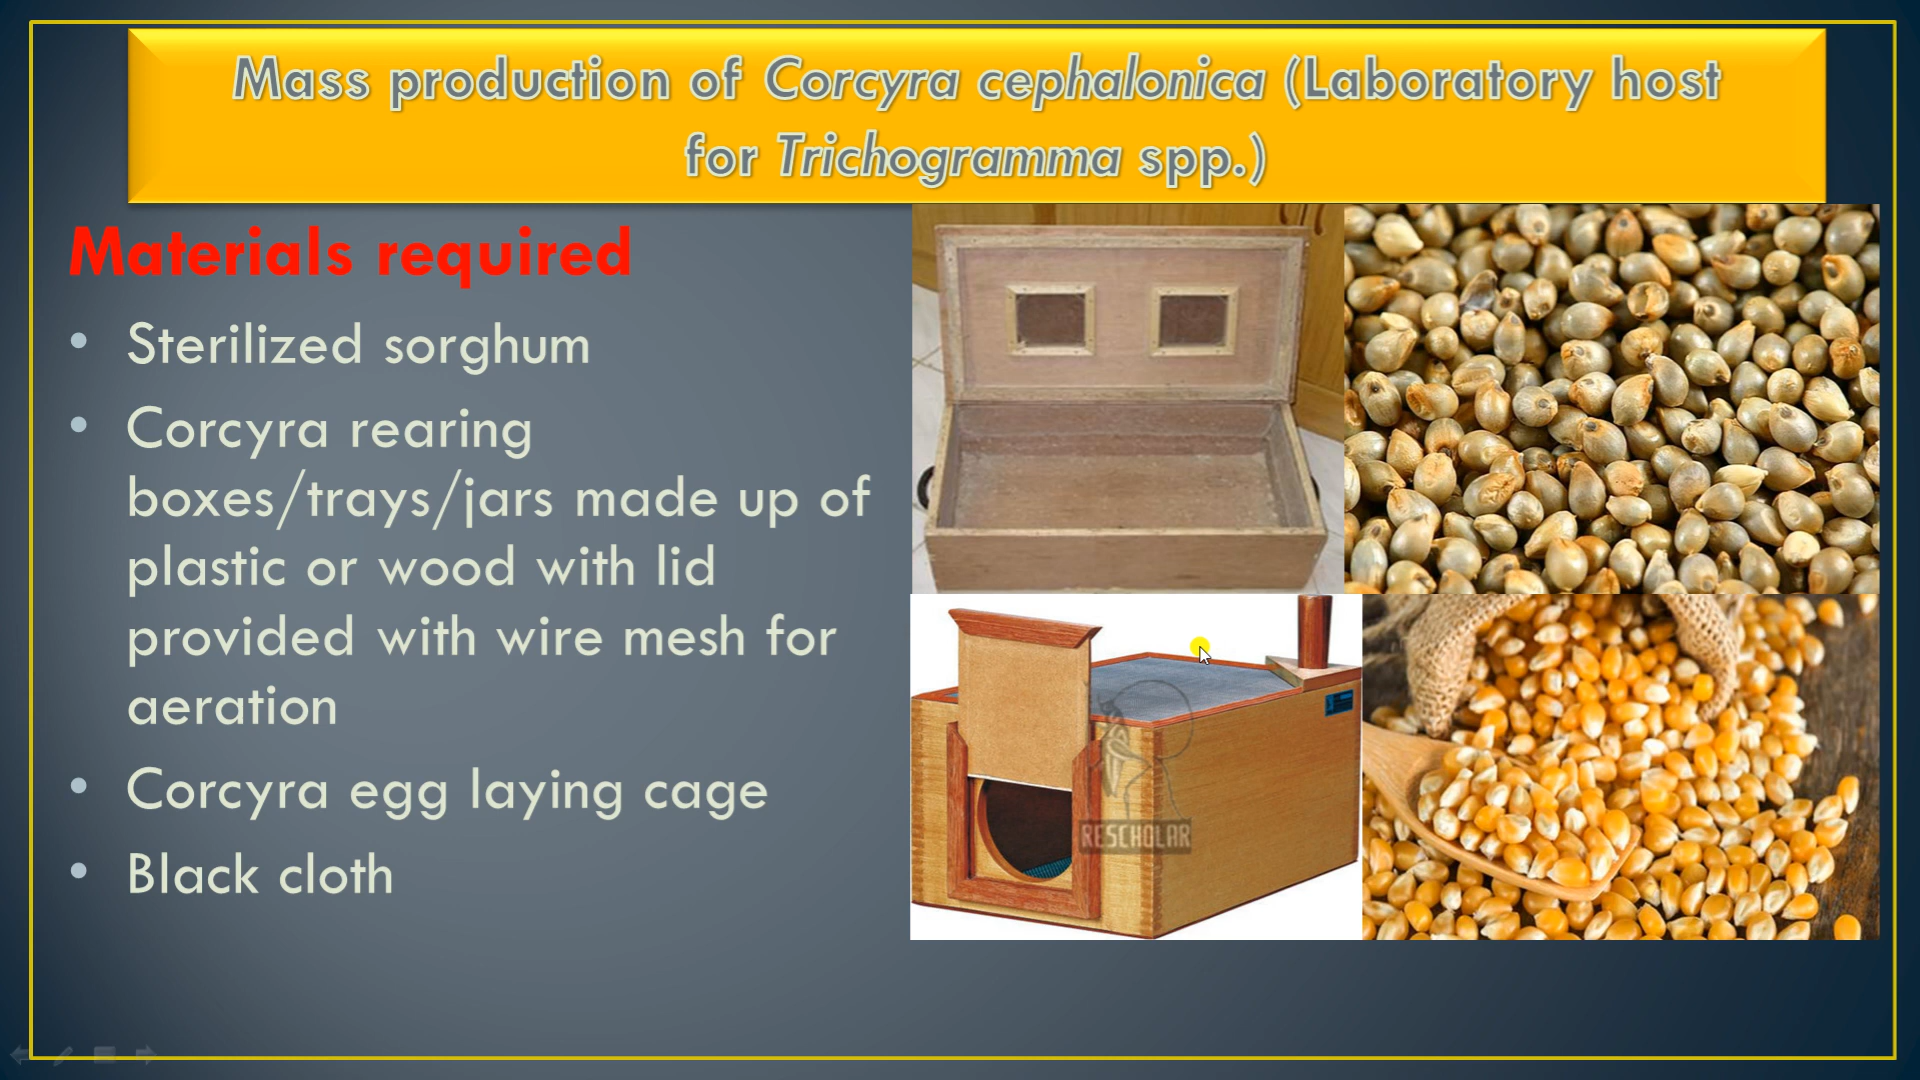 Mass production of Corcyra cephalonica (Laboratory host
for Trichogramma spp.)
Materials required
• Sterilized sorghum
• Corcyra rearing
boxes/trays/jars made up of
plastic or wood with lid
provided with wire mesh for
aeration
• Corcyra egg laying cage
• Black cloth
RESCHOLAR